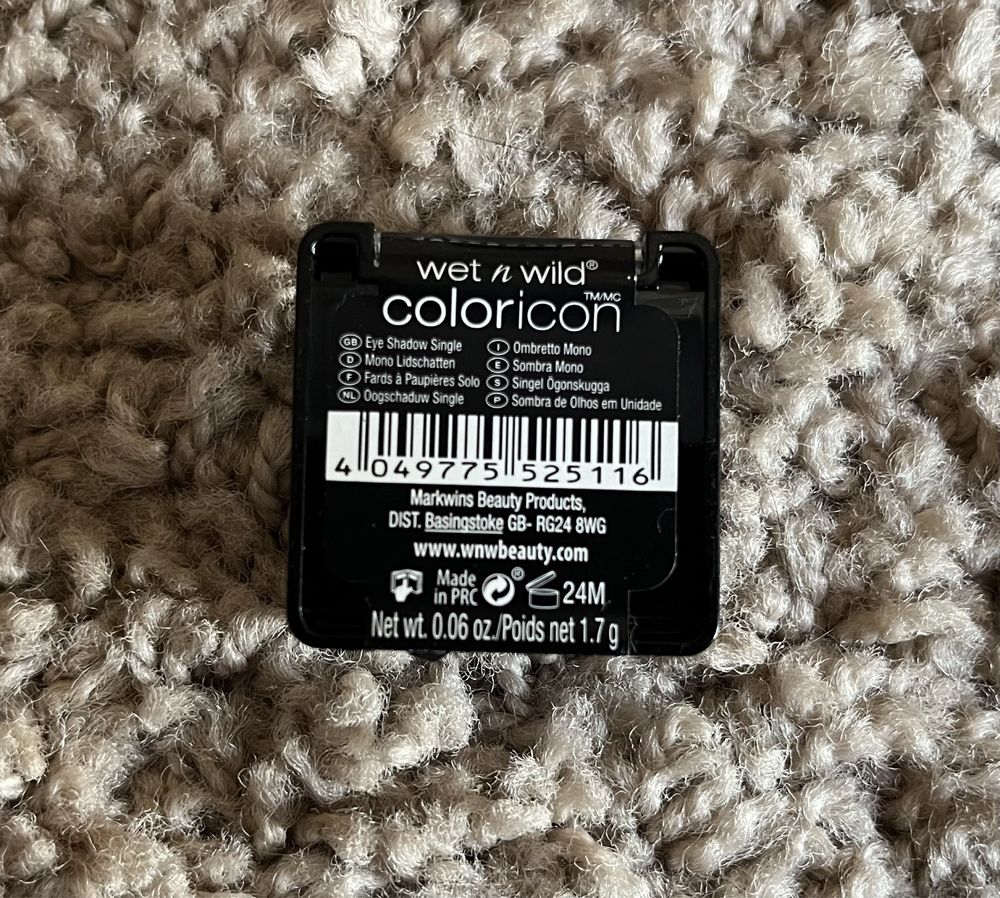 wet n wild®
coloricon TM/MC
GB Eye Shadow Single
D Mono Lidschatten
F Fards à Paupières Solo
NL Oogschaduw Single
I Ombretto Mono
E Sombra Mono
S Singel Ögonskugga
P Sombra de Olhos em Unidade
4 049775 525116
Markwins Beauty Products,
DIST. Basingstoke GB- RG24 8WG
www.wnwbeauty.com
Made
in PRC ® 24M
Net wt. 0.06 oz./Poids net 1.7 g